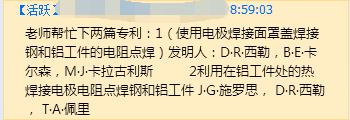 【活跃】 8:59:03
老师帮忙下两篇专利：1（使用电极焊接面罩盖焊接
钢和铝工件的电阻点焊）发明人：D·R·西勒，B·E·卡
尔森，M·J·卡拉古利斯 2利用在铝工件处的热
焊接电极电阻点焊钢和铝工件 J·G·施罗思， D·R·西勒
， T·A·佩里